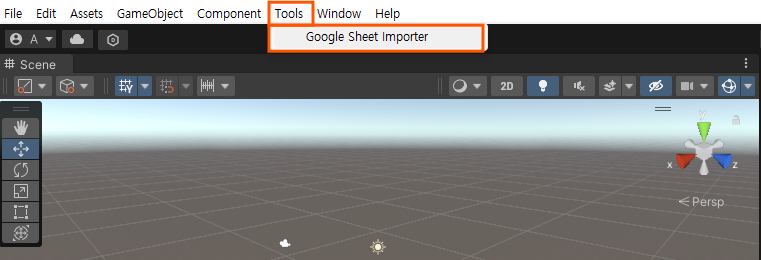 File Edit Assets GameObject Component Tools Window Help
Google Sheet Importer
A
Scene
2D
y
x z
Persp